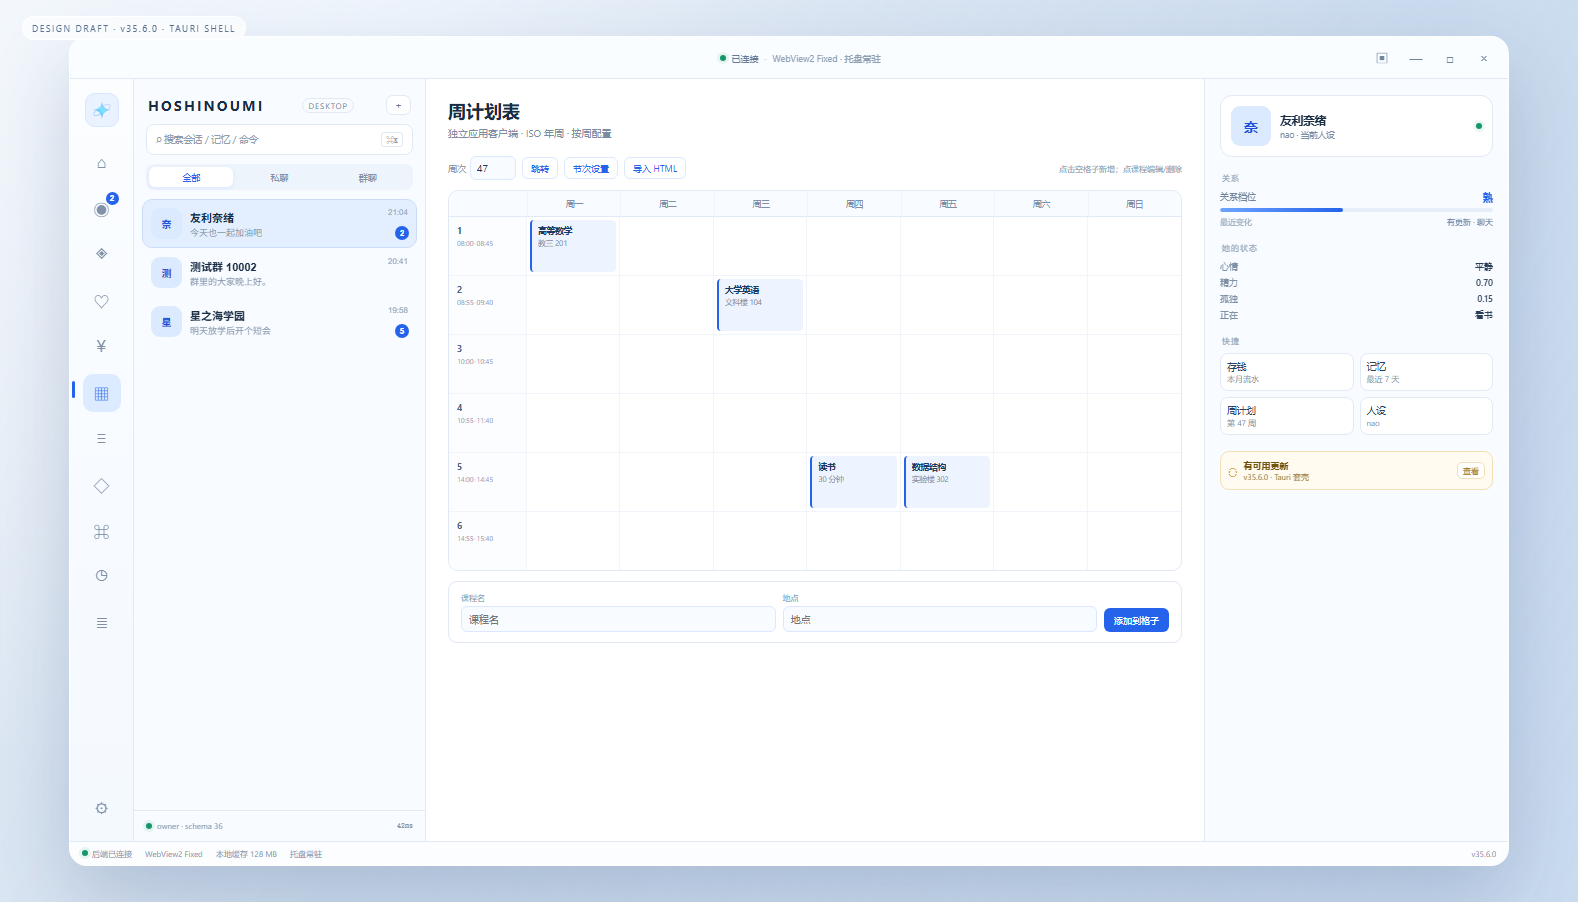 DESIGN DRAFT · v35.6.0 · TAURI SHELL
已连接 · WebView2 Fixed · 托盘常驻
HOSHINOUMI
DESKTOP
+
搜索会话 / 记忆 / 命令
⌘K
全部
私聊
群聊
奈
友利奈绪
21:04
今天也一起加油吧
2
测
测试群 10002
20:41
群里的大家晚上好。
星
星之海学园
19:58
明天放学后开个短会
5
owner · schema 36
42ms
2
¥
周计划表
独立应用客户端 · ISO 年周 · 按周配置
周次
47
跳转
节次设置
导入 HTML
点击空格子新增；点课程编辑/删除
周一
周二
周三
周四
周五
周六
周日
1
08:00-08:45
高等数学
教三 201
2
08:55-09:40
大学英语
文科楼 104
3
10:00-10:45
4
10:55-11:40
5
14:00-14:45
读书
30 分钟
数据结构
实验楼 302
6
14:55-15:40
课程名
地点
课程名
地点
添加到格子
奈
友利奈绪
nao · 当前人设
关系
关系档位
熟
最近变化
有更新 · 聊天
她的状态
心情
平静
精力
0.70
孤独
0.15
正在
看书
快捷
存钱
本月流水
记忆
最近 7 天
周计划
第 47 周
人设
nao
有可用更新
v35.6.0 · Tauri 套壳
查看
后端已连接
WebView2 Fixed
本地缓存 128 MB
托盘常驻
v35.6.0